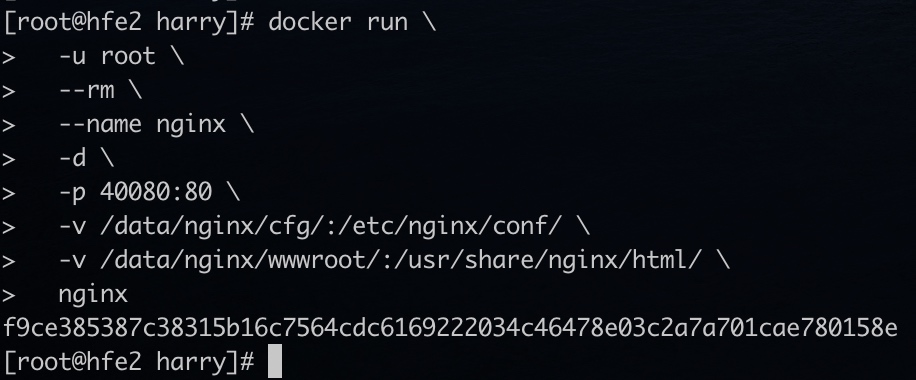 [root@hfe2 harry]# docker run \
> -u root \
> --rm \
> --name nginx \
> -d \
> -p 40080:80 \
> -v /data/nginx/cfg/:/etc/nginx/conf/ \
> -v /data/nginx/wwwroot/:/usr/share/nginx/html/ \
> nginx
f9ce385387c38315b16c7564cdc6169222034c46478e03c2a7a701cae780158e
[root@hfe2 harry]#